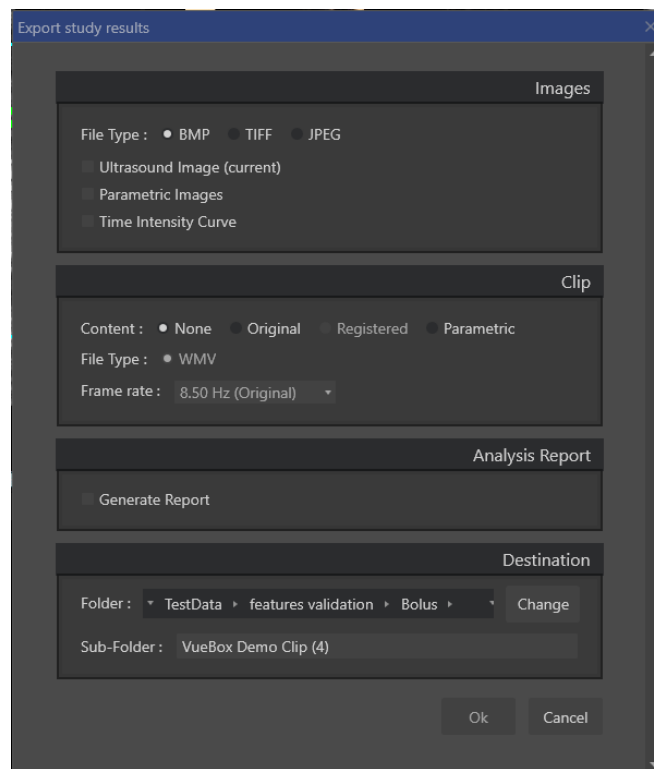 Export study results
Images
File Type : BMP TIFF JPEG
Ultrasound Image (current)
Parametric Images
Time Intensity Curve
Clip
Content : None Original Registered Parametric
File Type : WMV
Frame rate : 8.50 Hz (Original)
Analysis Report
Generate Report
Destination
Folder : TestData features validation Bolus Change
Sub-Folder : VueBox Demo Clip (4)
Ok Cancel